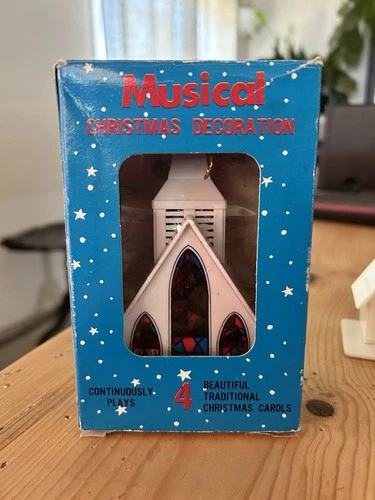 Musical
CHRISTMAS DECORATION
CONTINUOUSLY
PLAYS
4
BEAUTIFUL
TRADITIONAL
CHRISTMAS CAROLS